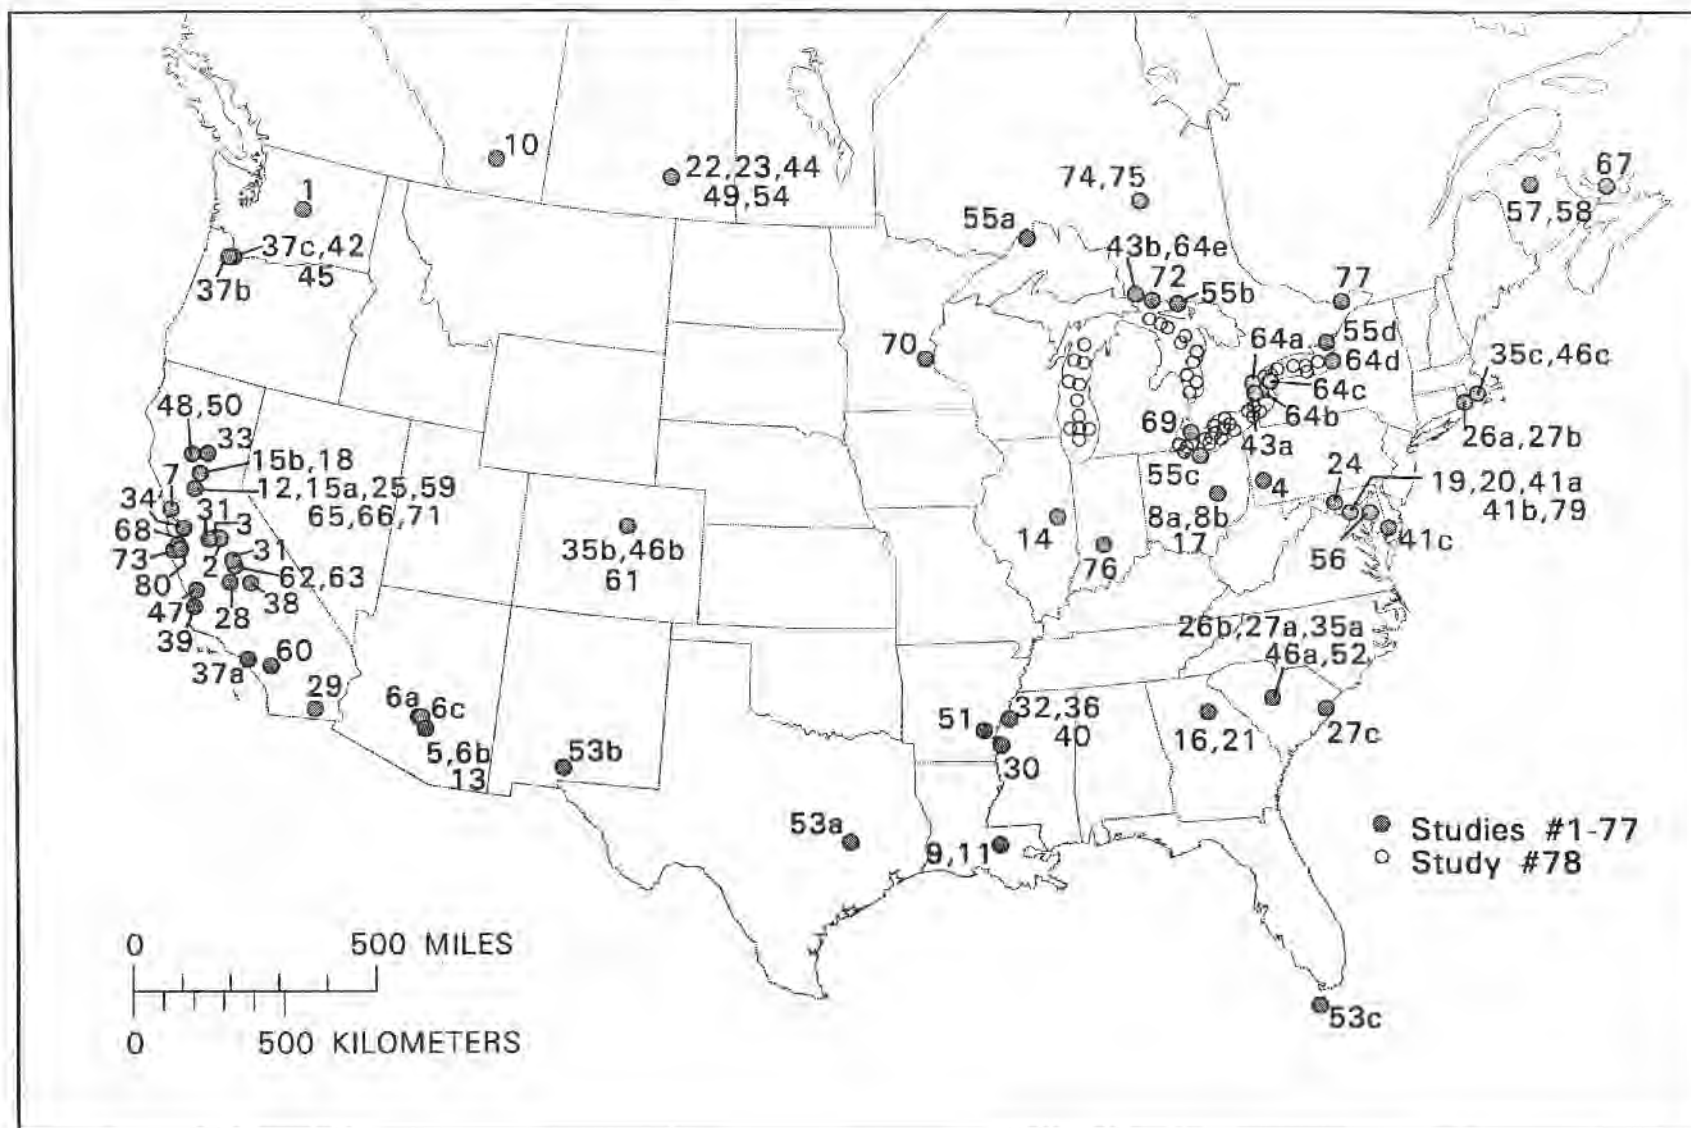 10
22,23,44
49,54
1
37c,42
45
37b
74,75
55a
43b,64e
72
55b
77
67
57,58
70
64a
55d
64d
35c,46c
64c
64b
26a,27b
69
43a
55c
4
24
19,20,41a
41b,79
56
41c
8a,8b
17
14
76
48,50
33
15b,18
7
12,15a,25,59
65,66,71
34
31
3
68
2
31
73
62,63
80
28
38
47
39
60
37a
29
35b,46b
61
6a
6c
5,6b
13
53b
53a
51
32,36
40
30
9,11
26b,27a,35a
46a,52
16,21
27c
53c
Studies #1-77
Study #78
0 500 MILES
0 500 KILOMETERS